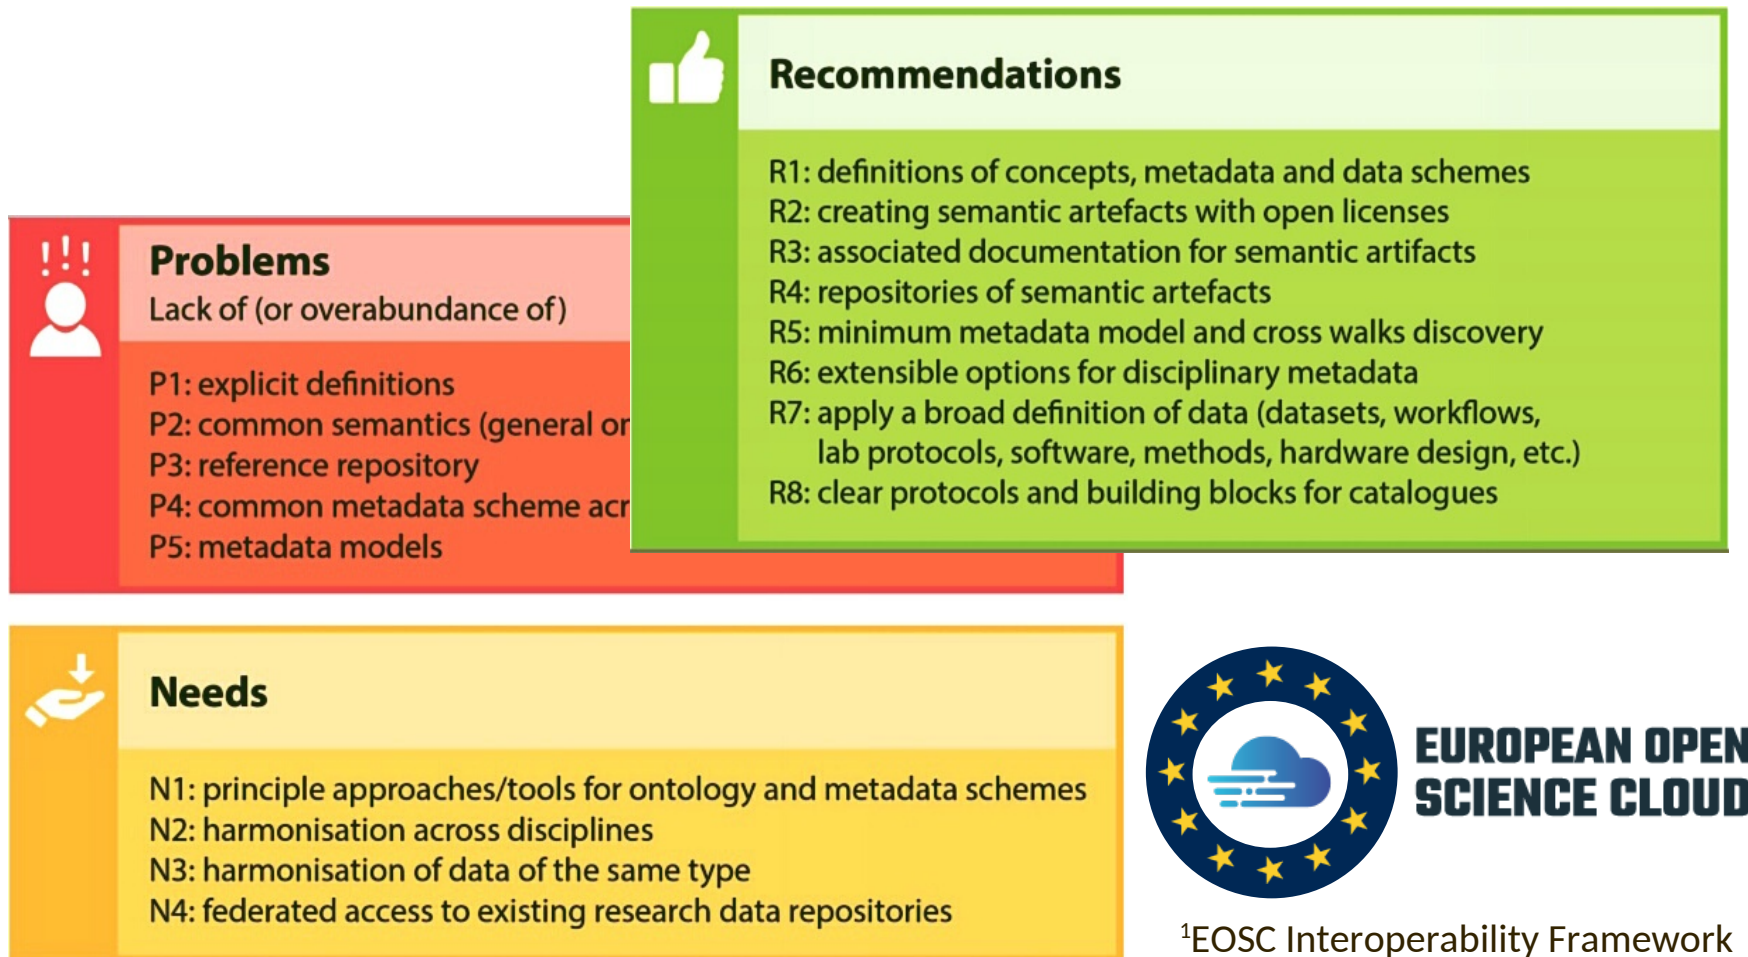 Recommendations
R1: definitions of concepts, metadata and data schemes
R2: creating semantic artefacts with open licenses
R3: associated documentation for semantic artifacts
R4: repositories of semantic artefacts
R5: minimum metadata model and cross walks discovery
R6: extensible options for disciplinary metadata
R7: apply a broad definition of data (datasets, workflows,
lab protocols, software, methods, hardware design, etc.)
R8: clear protocols and building blocks for catalogues
!!!
Problems
Lack of (or overabundance of)
P1: explicit definitions
P2: common semantics (general or
P3: reference repository
P4: common metadata scheme acr
P5: metadata models
Needs
N1: principle approaches/tools for ontology and metadata schemes
N2: harmonisation across disciplines
N3: harmonisation of data of the same type
N4: federated access to existing research data repositories
EUROPEAN OPEN
SCIENCE CLOUD
¹EOSC Interoperability Framework